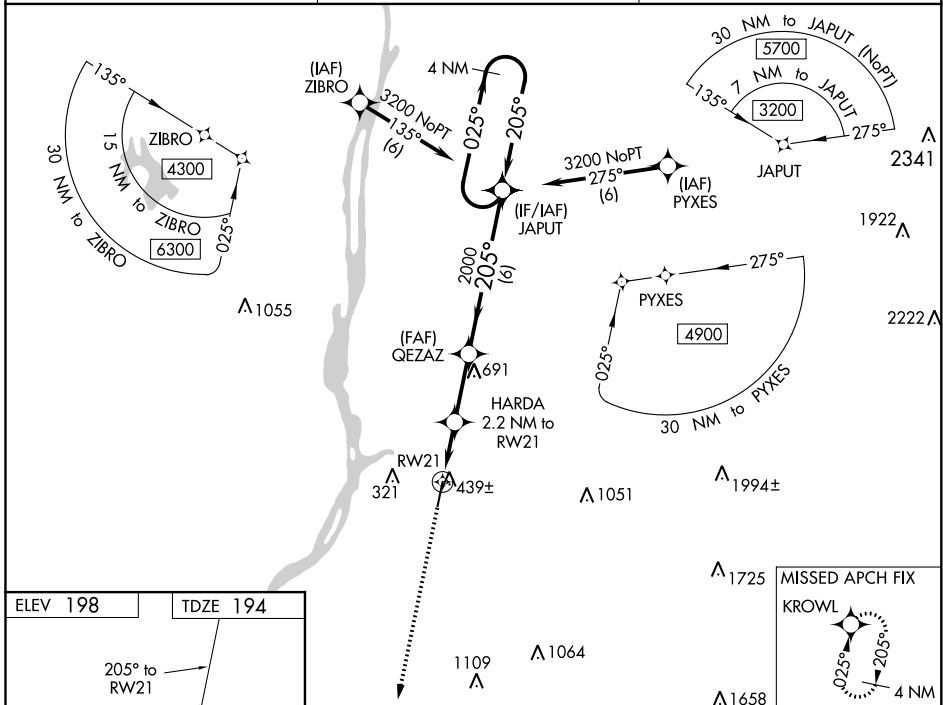 30 NM to JAPUT (NoPT)
5700
7 NM to JAPUT
3200
135°
275°
JAPUT
2341
1922
2222
135°
ZIBRO
4300
15 NM to ZIBRO
6300
30 NM to ZIBRO
025°
(IAF)
ZIBRO
3200 NoPT
135°
(6)
4 NM
025°
205°
3200 NoPT
275°
(6)
(IAF)
PYXES
(IF/IAF)
JAPUT
2000
205°
(6)
1055
(FAF)
QEZAZ
691
HARDA
2.2 NM to
RW21
RW21
321
439±
275°
PYXES
4900
025°
30 NM to PYXES
1051
1994±
1725
1064
1109
1658
ELEV 198
TDZE 194
205° to
RW21
MISSED APCH FIX
KROWL
025°
205°
4 NM